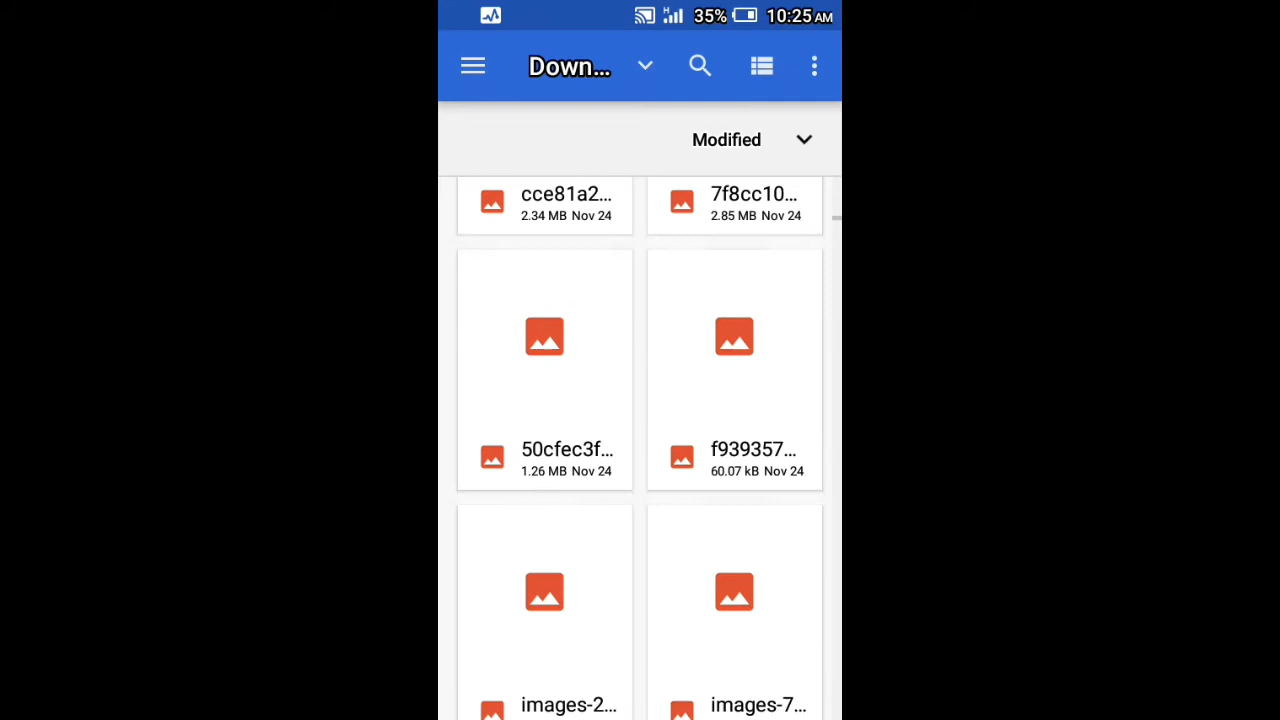 H 35% 10:25 AM
Down...
Modified
cce81a2... 7f8cc10...
2.34 MB Nov 24 2.85 MB Nov 24
50cfec3f... f939357...
1.26 MB Nov 24 60.07 kB Nov 24
images-2... images-7...